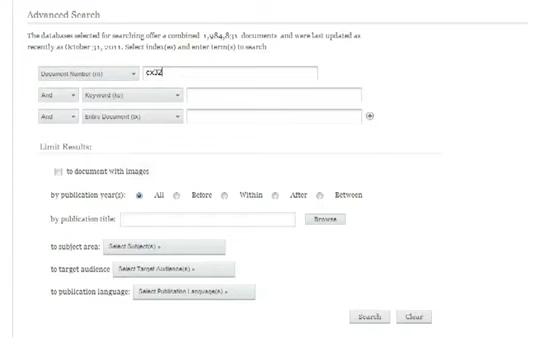 Advanced Search
The databases selected for searching offer a combined 1,984,831 documents and were last updated as
recently as October 31, 2011. Select index(es) and enter term(s) to search
Document Number (rn) cx32
And Keyword (ke)
And Entire Document (tx)
Limit Results:
to document with images
by publication year(s): All Before Within After Between
by publication title: Browse
to subject area: Select Subject(s) »
to target audience Select Target Audience(s) »
to publication language: Select Publication Language(s) »
Search Clear